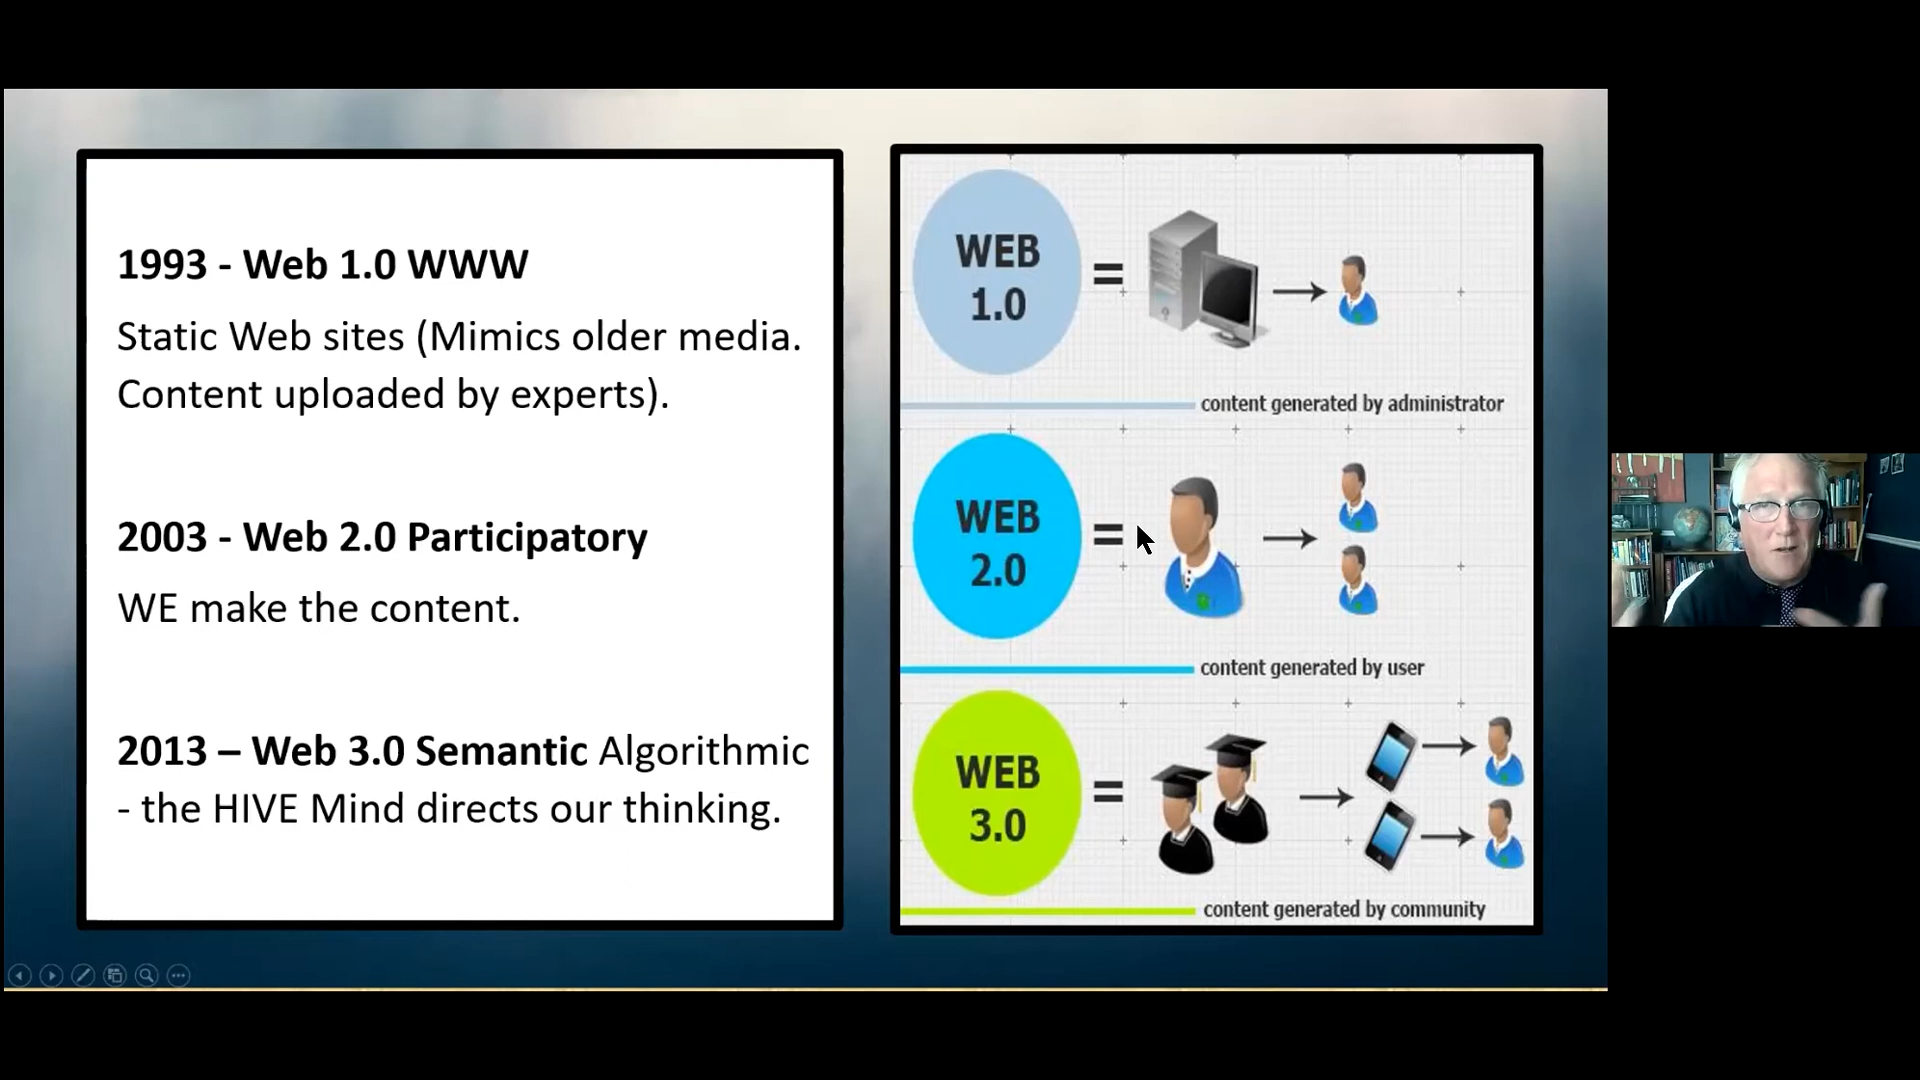 1993 - Web 1.0 WWW
Static Web sites (Mimics older media.
Content uploaded by experts).
2003 - Web 2.0 Participatory
WE make the content.
2013 – Web 3.0 Semantic Algorithmic
- the HIVE Mind directs our thinking.
WEB
1.0
=
content generated by administrator
WEB
2.0
=
content generated by user
WEB
3.0
=
content generated by community